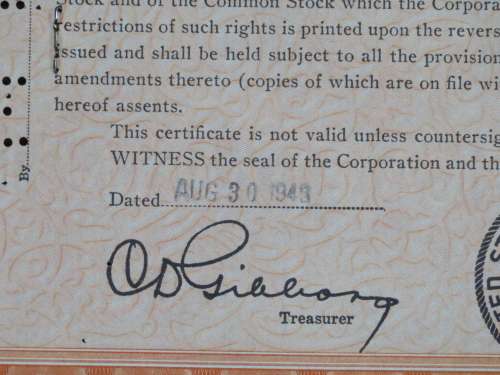 Stock and of the Common Stock which the Corpora
restrictions of such rights is printed upon the revers
issued and shall be held subject to all the provision
amendments thereto (copies of which are on file wi
hereof assents.
This certificate is not valid unless countersig
WITNESS the seal of the Corporation and th
Dated AUG 30 1943
Treasurer
By